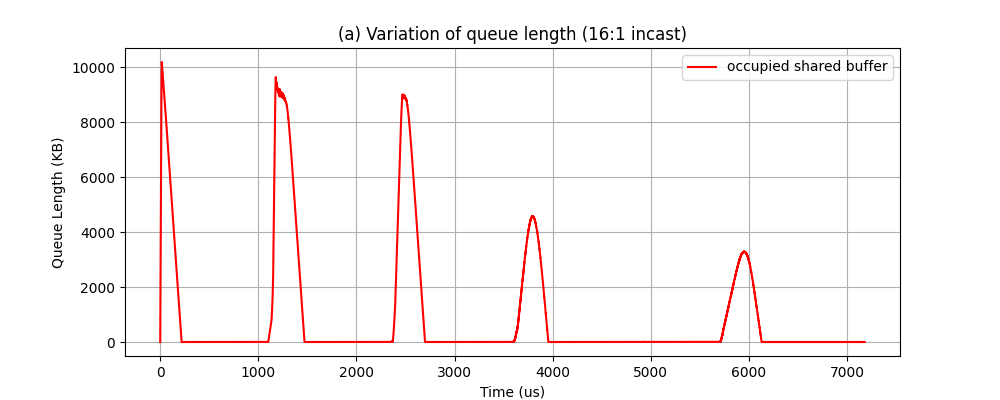 (a) Variation of queue length (16:1 incast)
occupied shared buffer
Queue Length (KB)
10000
8000
6000
4000
2000
0
0 1000 2000 3000 4000 5000 6000 7000
Time (us)